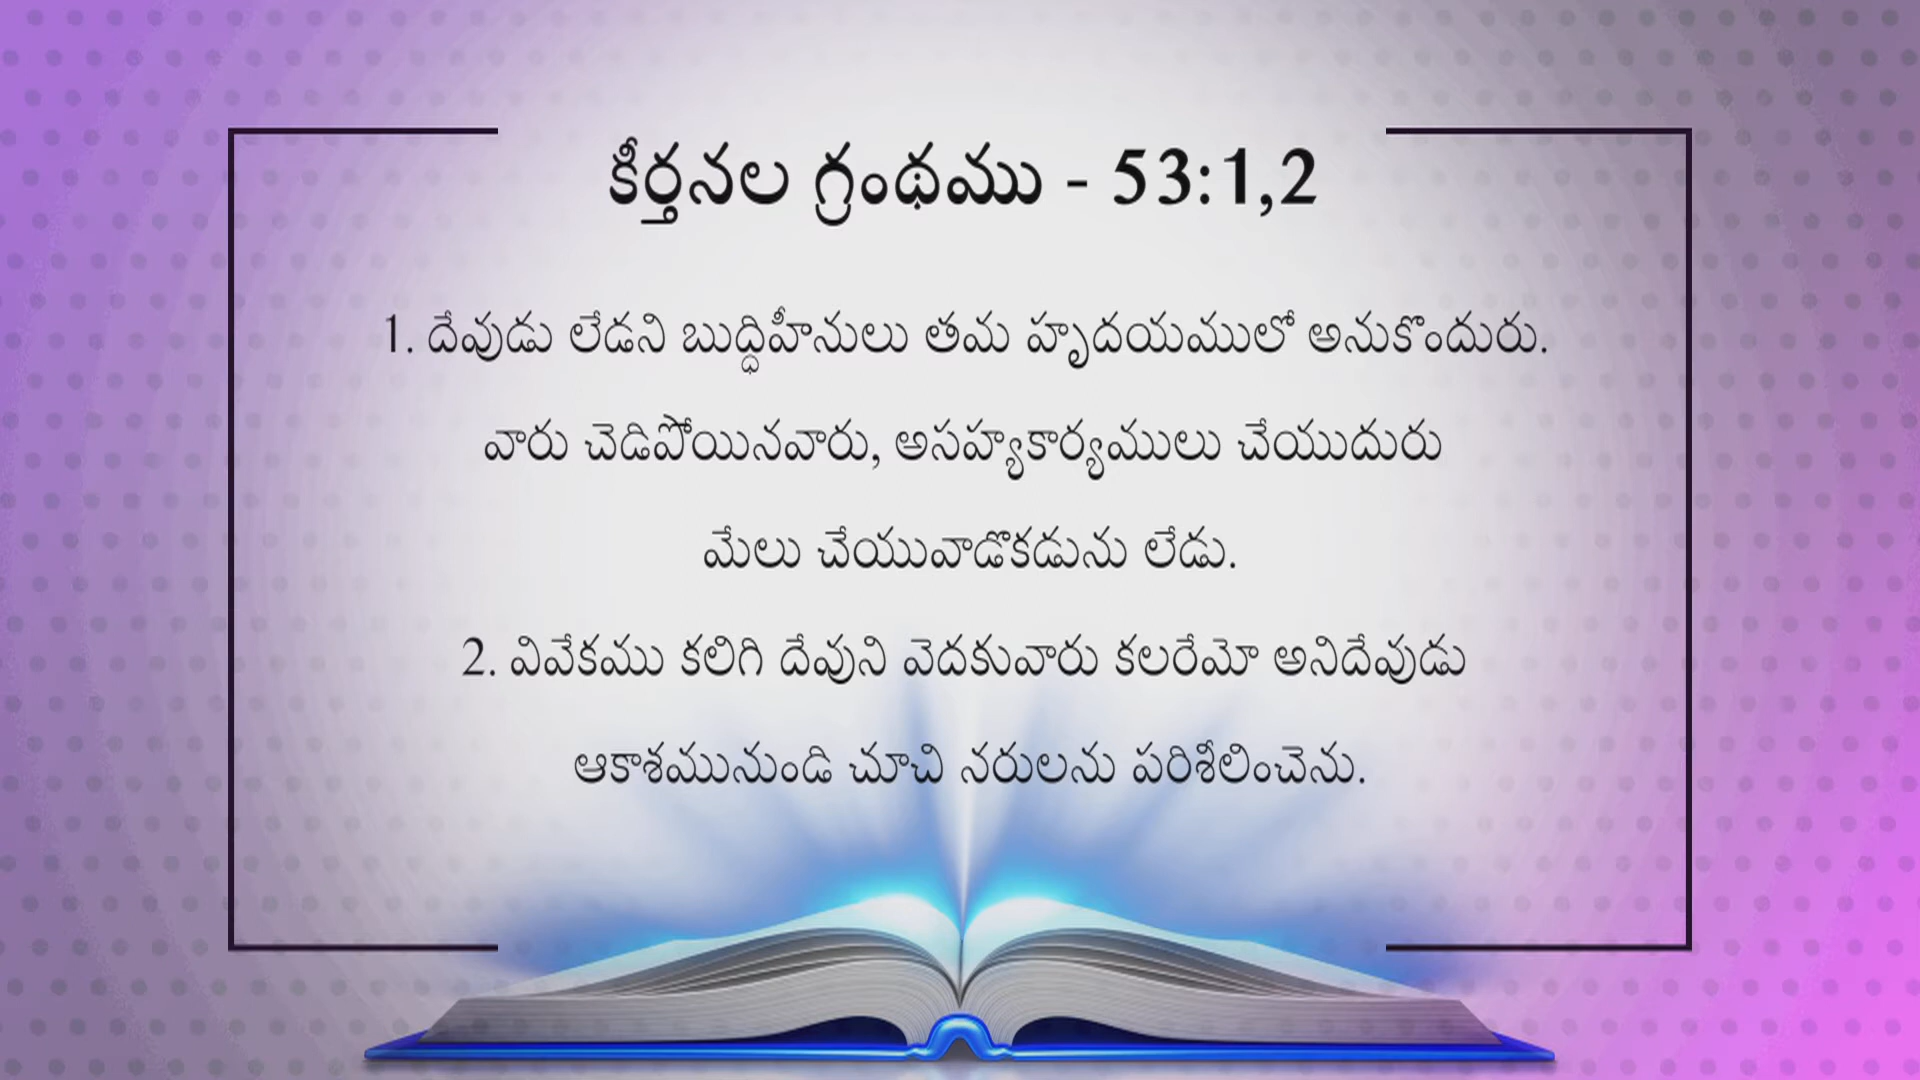 కీర్తనల గ్రంథము - 53:1,2
1. దేవుడు లేడని బుద్ధిహీనులు తమ హృదయములో అనుకొందురు.
వారు చెడిపోయినవారు, అసహ్యకార్యములు చేయుదురు
మేలు చేయువాడొకడును లేడు.
2. వివేకము కలిగి దేవుని వెదకువారు కలరేమో అనిదేవుడు
ఆకాశమునుండి చూచి నరులను పరిశీలించెను.